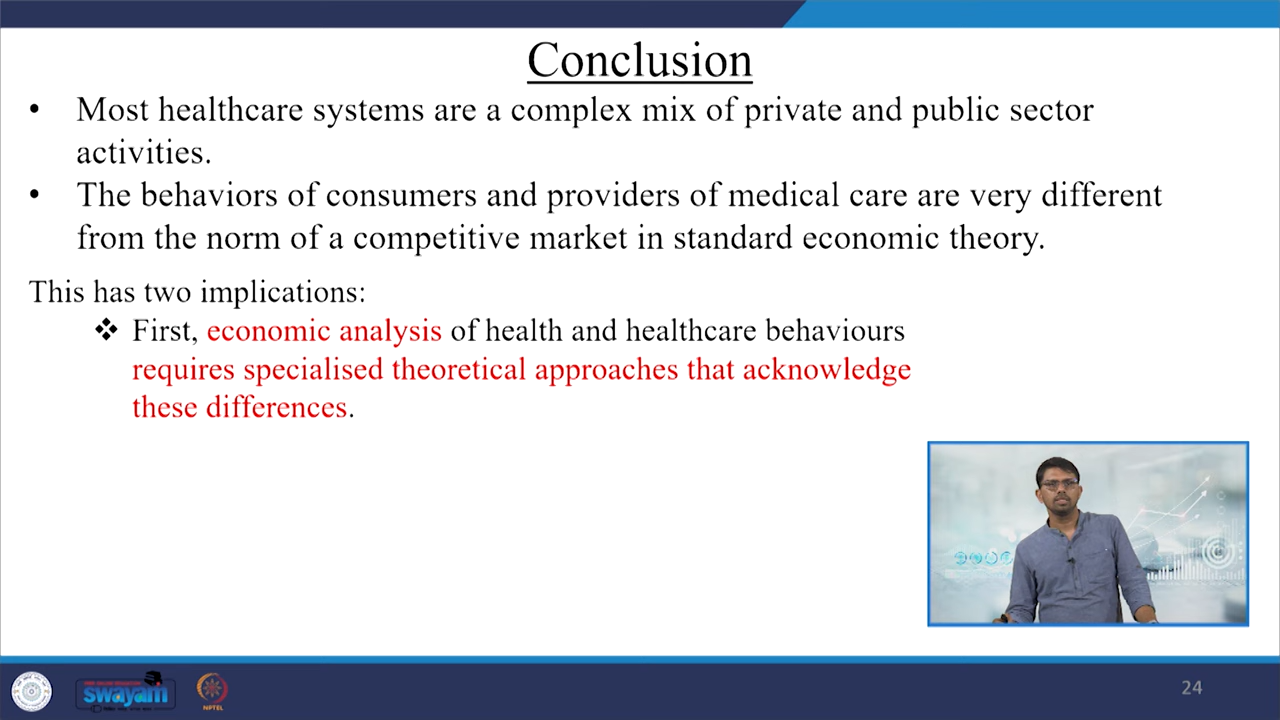 Conclusion
• Most healthcare systems are a complex mix of private and public sector
activities.
• The behaviors of consumers and providers of medical care are very different
from the norm of a competitive market in standard economic theory.
This has two implications:
❖ First, economic analysis of health and healthcare behaviours
requires specialised theoretical approaches that acknowledge
these differences.
swayam
NPTEL
24